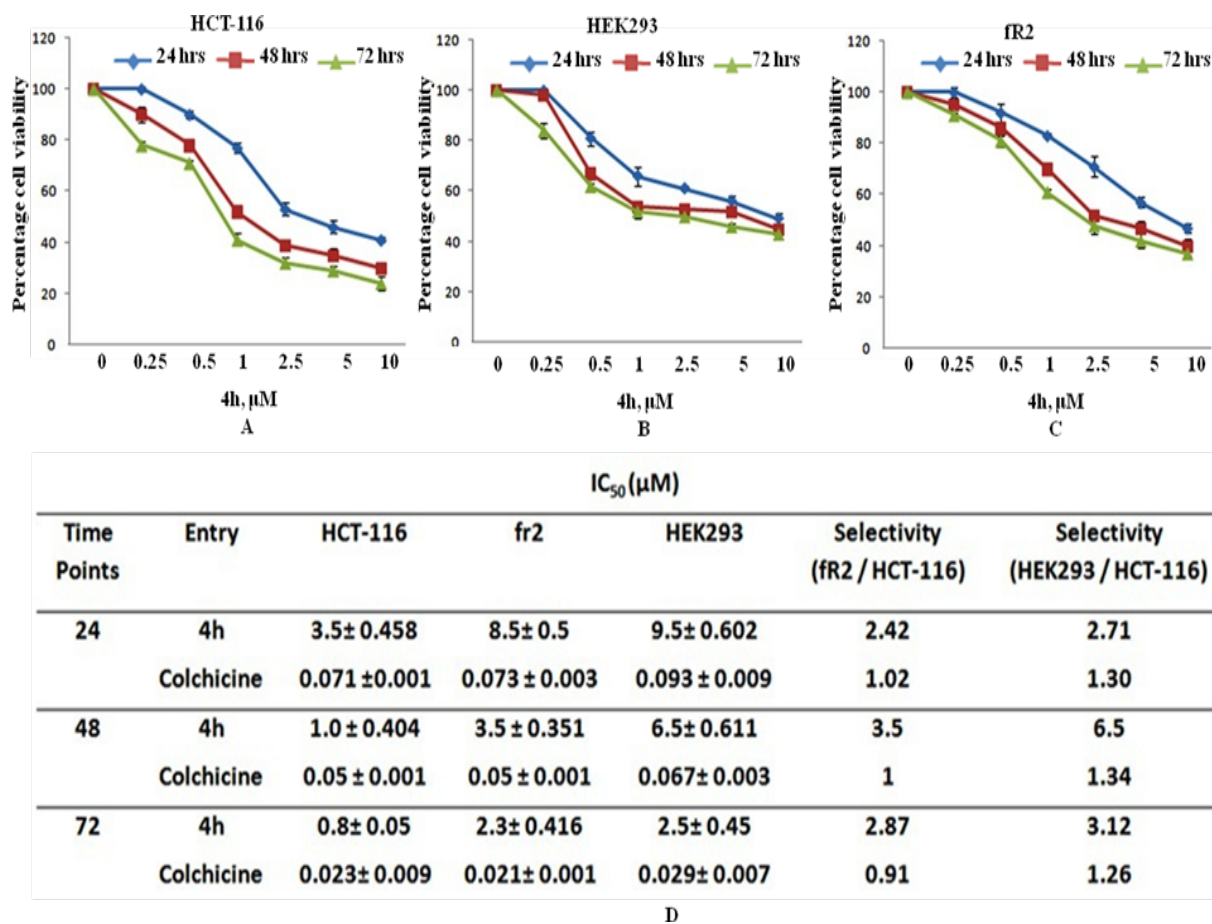 HCT-116
120
24 hrs 48 hrs 72 hrs
100
80
60
40
20
0
Percentage cell viability
0 0.25 0.5 1 2.5 5 10
4h, µM
A
HEK293
120
24 hrs 48 hrs 72 hrs
100
80
60
40
20
0
Percentage cell viability
0 0.25 0.5 1 2.5 5 10
4h, µM
B
fR2
120
24 hrs 48 hrs 72 hrs
100
80
60
40
20
0
Percentage cell viability
0 0.25 0.5 1 2.5 5 10
4h, µM
C
IC50 (µM)
Time Points Entry HCT-116 fr2 HEK293 Selectivity (fR2 / HCT-116) Selectivity (HEK293 / HCT-116)
24 4h 3.5± 0.458 8.5± 0.5 9.5± 0.602 2.42 2.71
Colchicine 0.071 ±0.001 0.073 ± 0.003 0.093 ± 0.009 1.02 1.30
48 4h 1.0 ± 0.404 3.5 ± 0.351 6.5± 0.611 3.5 6.5
Colchicine 0.05 ± 0.001 0.05 ± 0.001 0.067± 0.003 1 1.34
72 4h 0.8± 0.05 2.3± 0.416 2.5± 0.45 2.87 3.12
Colchicine 0.023± 0.009 0.021± 0.001 0.029± 0.007 0.91 1.26
D